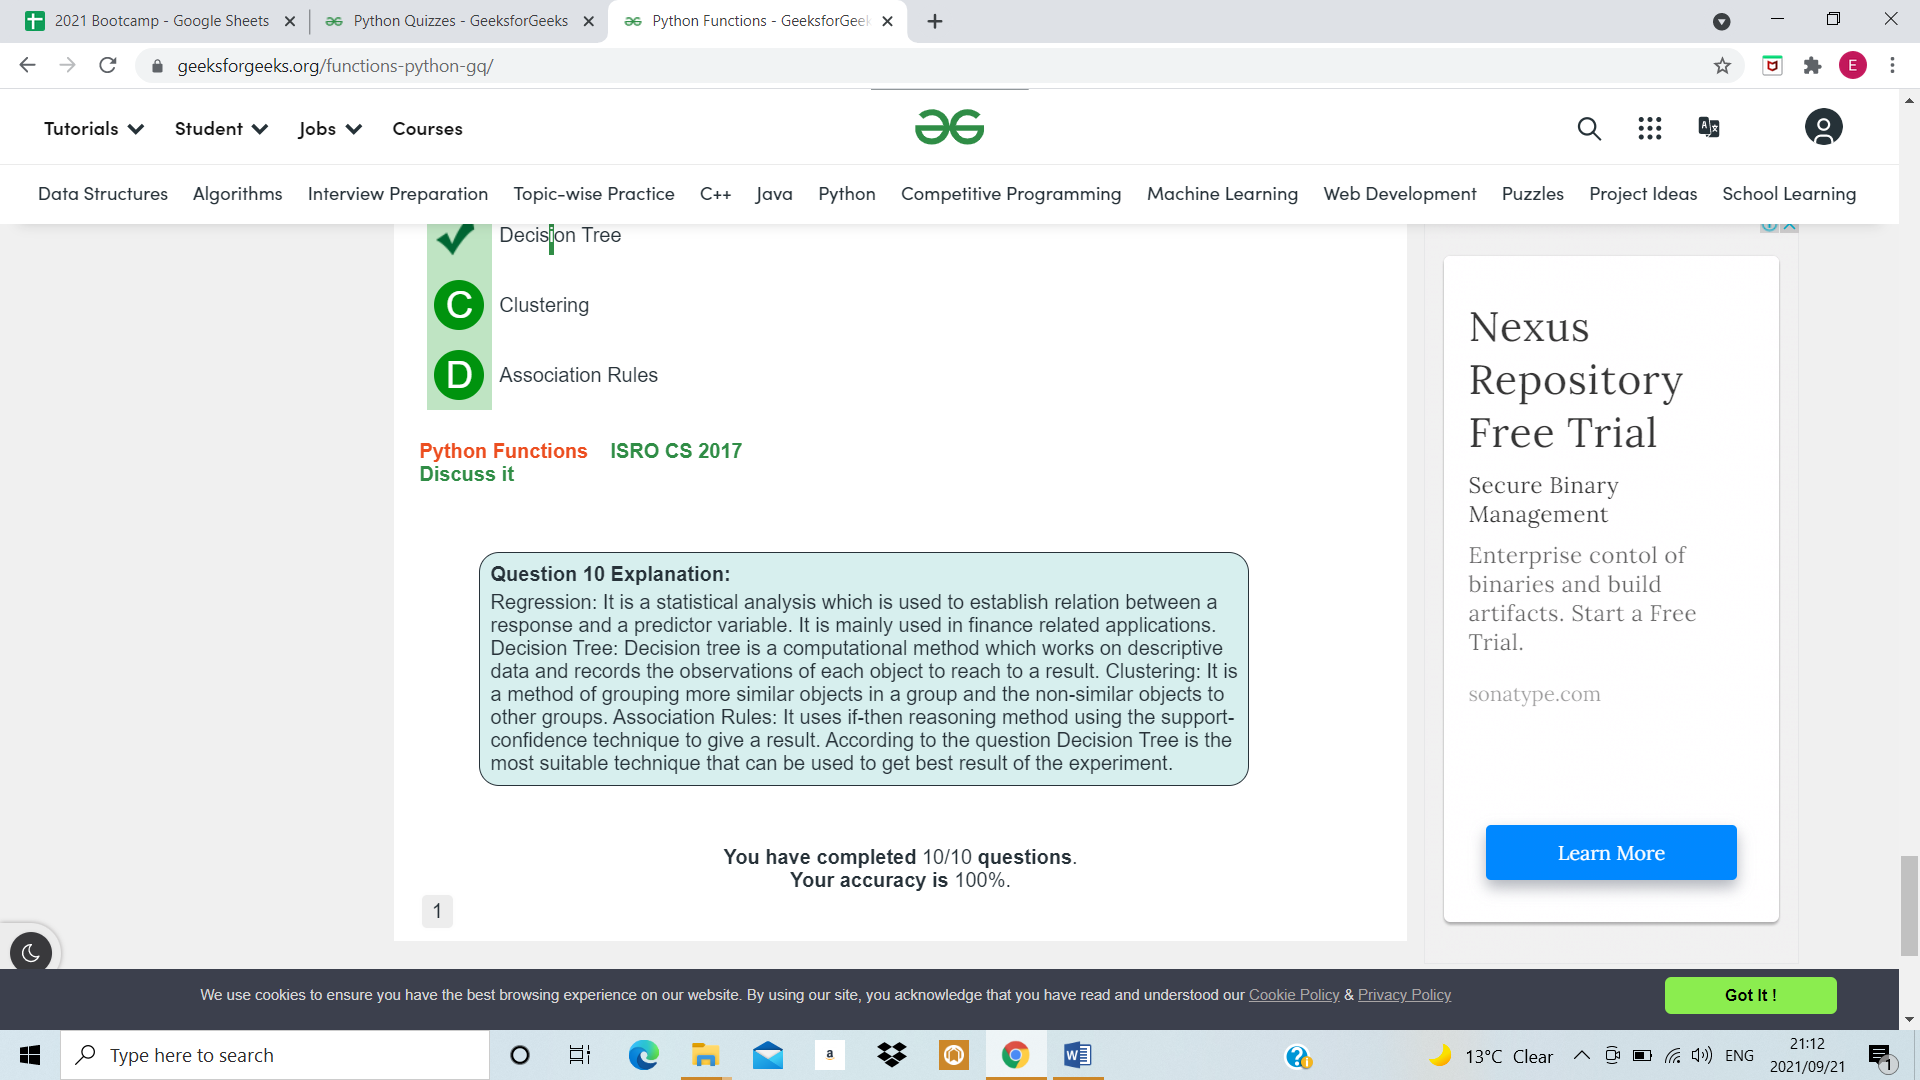 2021 Bootcamp - Google Sheets
Python Quizzes - GeeksforGeeks
Python Functions - GeeksforGeek
geeksforgeeks.org/functions-python-gq/
E
Tutorials Student Jobs Courses
Data Structures Algorithms Interview Preparation Topic-wise Practice C++ Java Python Competitive Programming Machine Learning Web Development Puzzles Project Ideas School Learning
Decision Tree
C Clustering
D Association Rules
Python Functions ISRO CS 2017
Discuss it
Question 10 Explanation:
Regression: It is a statistical analysis which is used to establish relation between a
response and a predictor variable. It is mainly used in finance related applications.
Decision Tree: Decision tree is a computational method which works on descriptive
data and records the observations of each object to reach to a result. Clustering: It is
a method of grouping more similar objects in a group and the non-similar objects to
other groups. Association Rules: It uses if-then reasoning method using the support-
confidence technique to give a result. According to the question Decision Tree is the
most suitable technique that can be used to get best result of the experiment.
You have completed 10/10 questions.
Your accuracy is 100%.
1
Nexus
Repository
Free Trial
Secure Binary
Management
Enterprise contol of
binaries and build
artifacts. Start a Free
Trial.
sonatype.com
Learn More
We use cookies to ensure you have the best browsing experience on our website. By using our site, you acknowledge that you have read and understood our Cookie Policy & Privacy Policy
Got It !
Type here to search
a
W
13°C Clear
ENG
21:12
2021/09/21
1